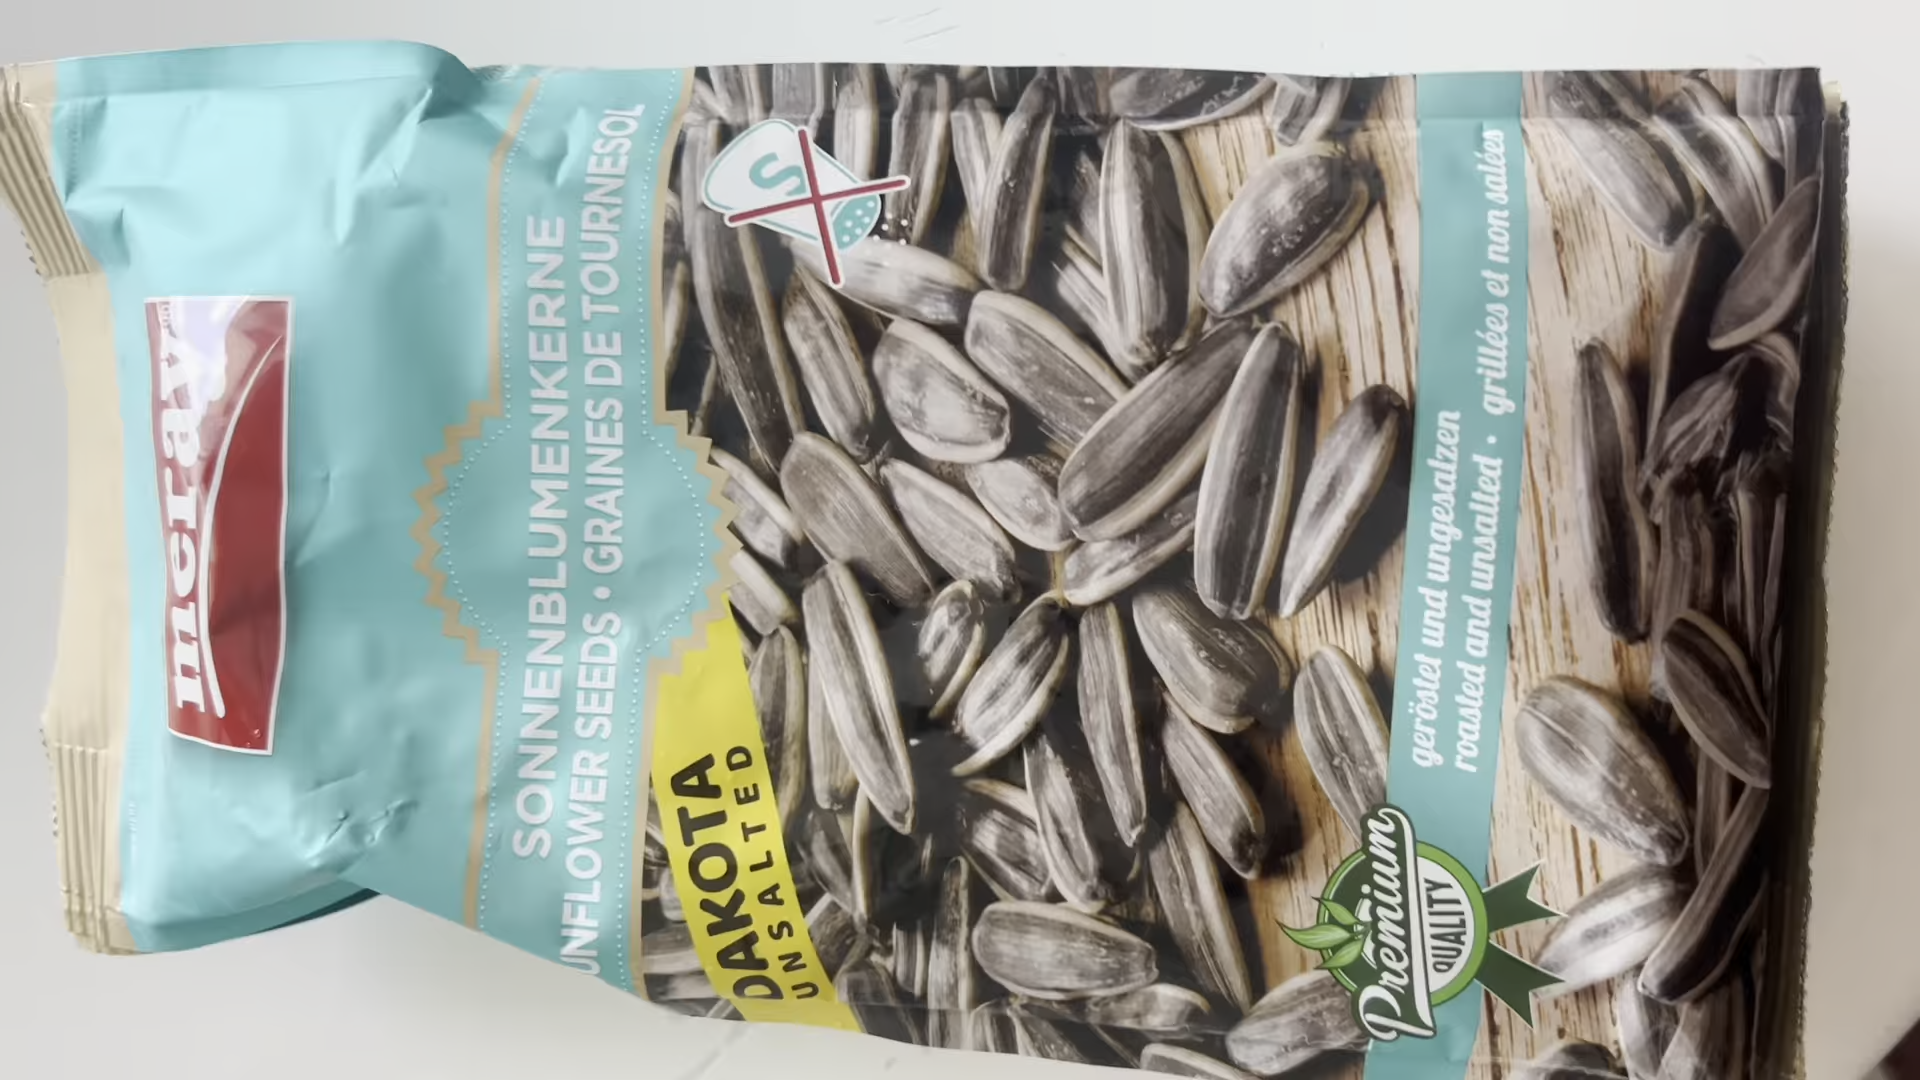 meray
SONNENBLUMENKERNE
SUNFLOWER SEEDS • GRAINES DE TOURNESOL
S
DAKOTA
UNSALTED
geröstet und ungesalzen
roasted and unsalted • grillées et non salées
Premium
QUALITY